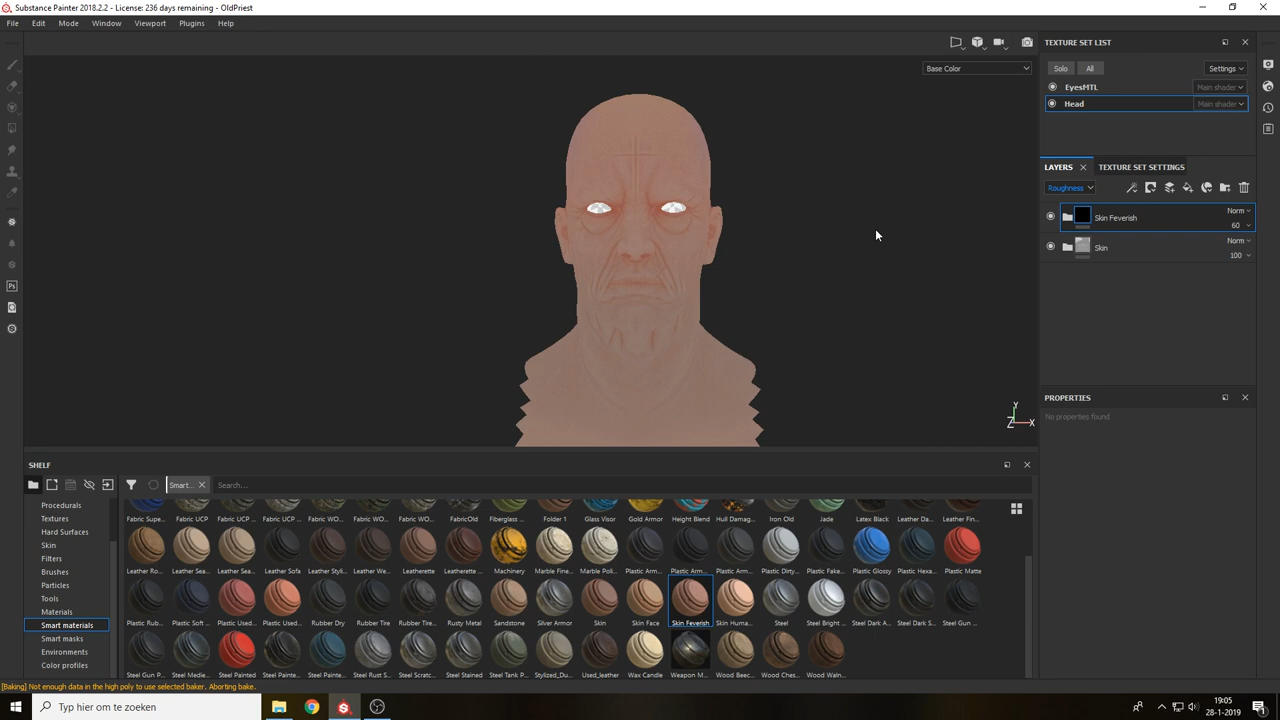 Substance Painter 2018.2.2 - License: 236 days remaining - OldPriest
File Edit Mode Window Viewport Plugins Help
Base Color
TEXTURE SET LIST
Solo All Settings
EyesMTL Main shader
Head Main shader
LAYERS TEXTURE SET SETTINGS
Roughness
Skin Feverish Norm
60
Skin Norm
100
Y
Z X
PROPERTIES
No properties found
SHELF
Smart... Search...
Procedurals
Textures
Hard Surfaces
Skin
Filters
Brushes
Particles
Tools
Materials
Smart materials
Smart masks
Environments
Color profiles
Fabric Supe... Fabric UCP Fabric UCP ... Fabric UCP ... Fabric WO... Fabric WO... Fabric WO... FabricOld Fiberglass ... Folder 1 Glass Visor Gold Armor Height Blend Hull Damag... Iron Old Jade Latex Black Leather Da... Leather Fin...
Leather Ro... Leather Sea... Leather Sea... Leather Sofa Leather Styli... Leather We... Leatherette Leatherette ... Machinery Marble Fine... Marble Poli... Plastic Arm... Plastic Arm... Plastic Arm... Plastic Dirty... Plastic Fake... Plastic Glossy Plastic Hexa... Plastic Matte
Plastic Rub... Plastic Soft ... Plastic Used... Plastic Used... Rubber Dry Rubber Tire Rubber Tire... Rusty Metal Sandstone Silver Armor Skin Skin Face Skin Feverish Skin Huma... Steel Steel Bright ... Steel Dark A... Steel Dark S... Steel Gun ...
Steel Gun P... Steel Medie... Steel Painted Steel Painte... Steel Painte... Steel Rust S... Steel Scratc... Steel Stained Steel Tank P... Stylized_Du... Used_leather Wax Candle Weapon M... Wood Beec... Wood Ches... Wood Waln...
[Baking] Not enough data in the high poly to use selected baker. Aborting bake.
Typ hier om te zoeken
19:05
28-1-2019
Ps
1